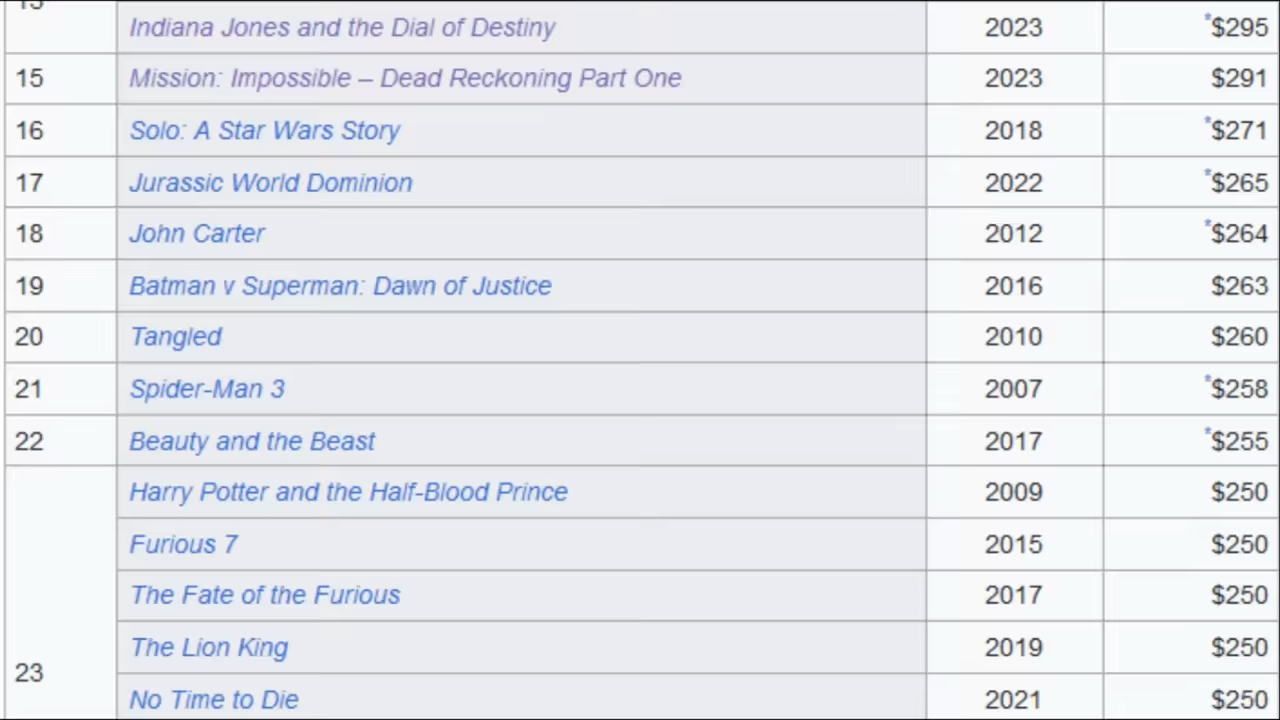 13
Indiana Jones and the Dial of Destiny 2023 *$295
15 Mission: Impossible – Dead Reckoning Part One 2023 $291
16 Solo: A Star Wars Story 2018 *$271
17 Jurassic World Dominion 2022 *$265
18 John Carter 2012 *$264
19 Batman v Superman: Dawn of Justice 2016 $263
20 Tangled 2010 $260
21 Spider-Man 3 2007 *$258
22 Beauty and the Beast 2017 *$255
Harry Potter and the Half-Blood Prince 2009 $250
Furious 7 2015 $250
The Fate of the Furious 2017 $250
The Lion King 2019 $250
23
No Time to Die 2021 $250